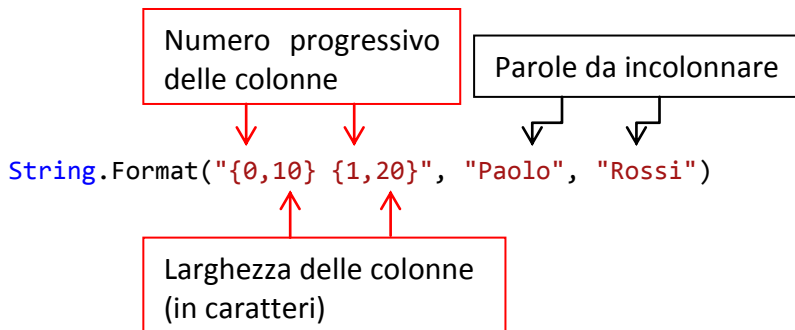 Numero progressivo
delle colonne
Parole da incolonnare
String.Format("{0,10} {1,20}", "Paolo", "Rossi")
Larghezza delle colonne
(in caratteri)